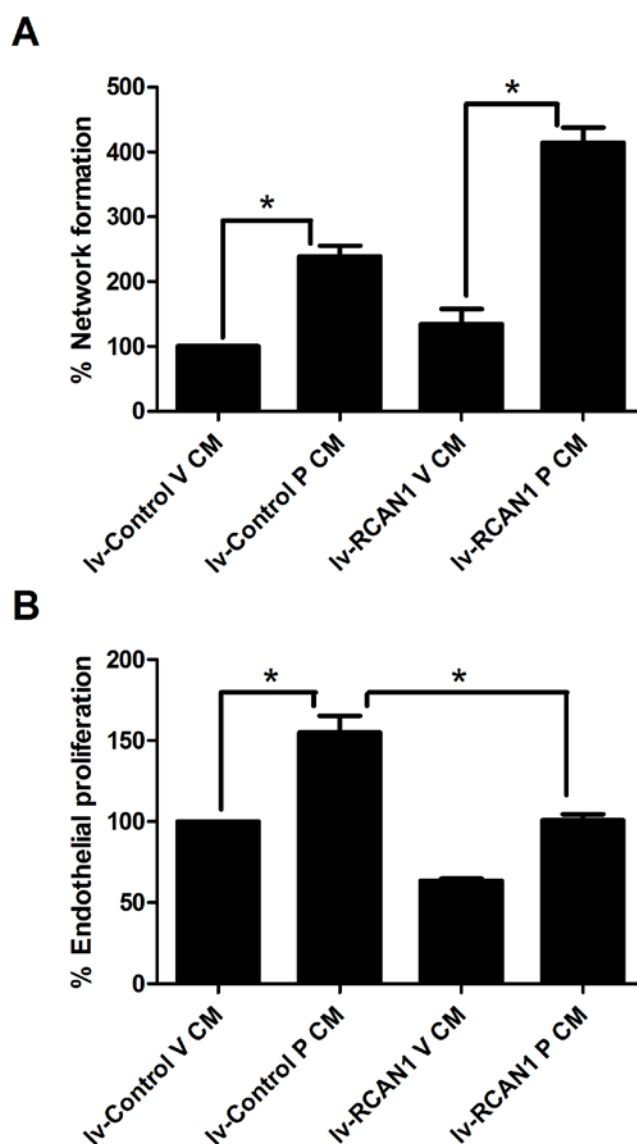 A
% Network formation
500
400
300
200
100
0
*
*
lv-Control V CM
lv-Control P CM
lv-RCAN1 V CM
lv-RCAN1 P CM
B
% Endothelial proliferation
200
150
100
50
0
*
*
lv-Control V CM
lv-Control P CM
lv-RCAN1 V CM
lv-RCAN1 P CM